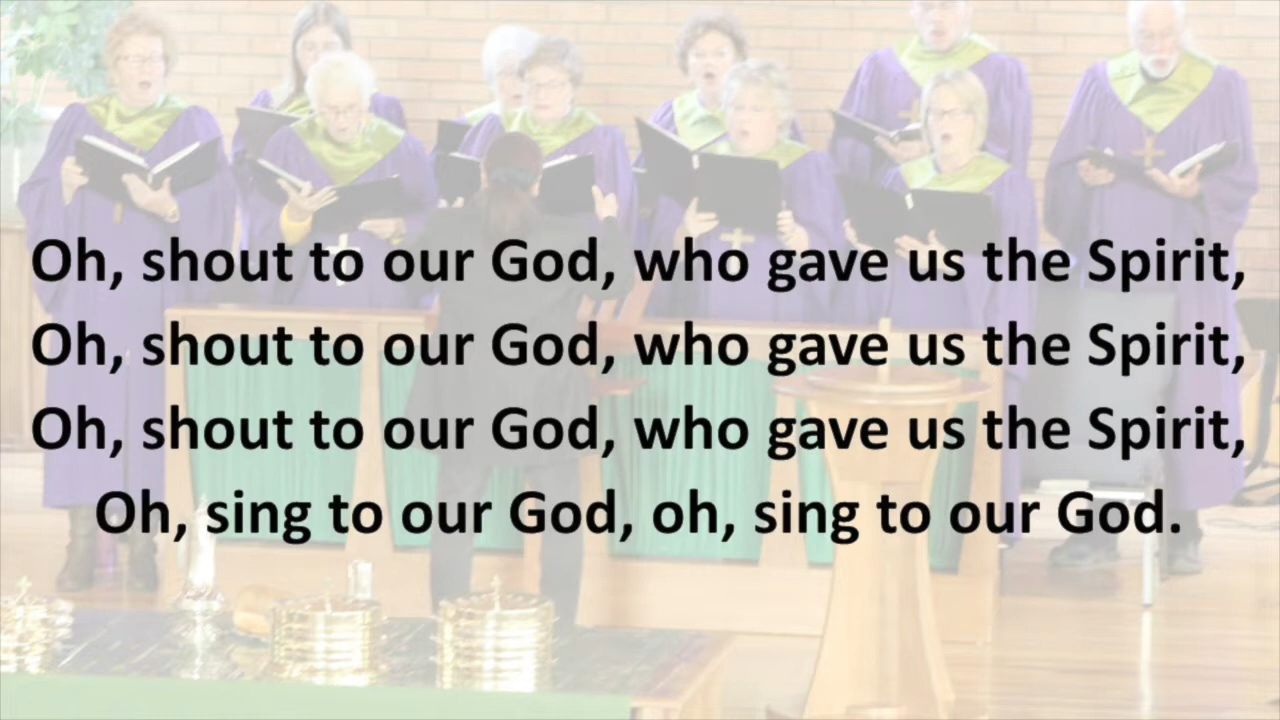 Oh, shout to our God, who gave us the Spirit,
Oh, shout to our God, who gave us the Spirit,
Oh, shout to our God, who gave us the Spirit,
Oh, sing to our God, oh, sing to our God.